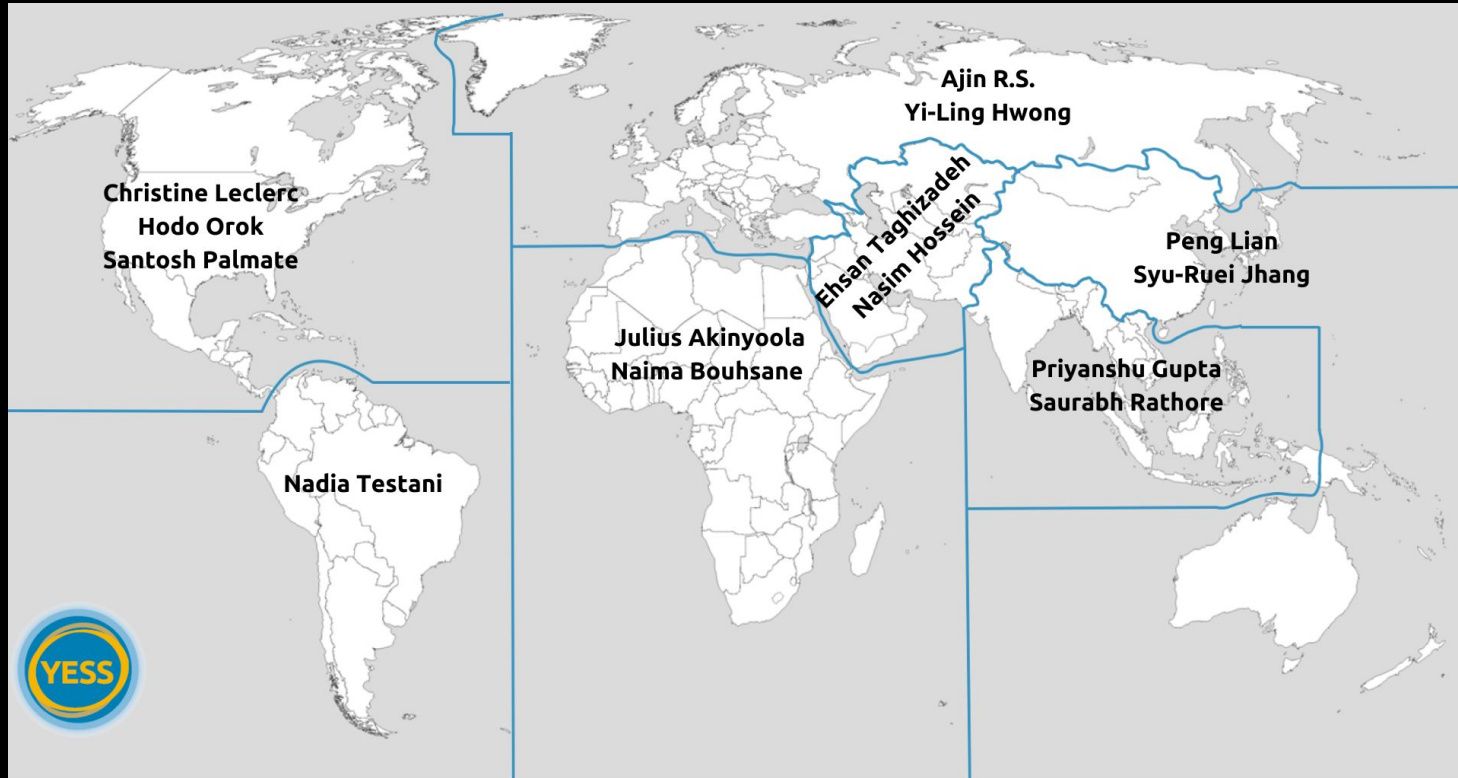 Ajin R.S.
Yi-Ling Hwong
Christine Leclerc
Hodo Orok
Santosh Palmate
Ehsan Taghizadeh
Nasim Hossein
Peng Lian
Syu-Ruei Jhang
Julius Akinyoola
Naima Bouhsane
Priyanshu Gupta
Saurabh Rathore
Nadia Testani
YESS